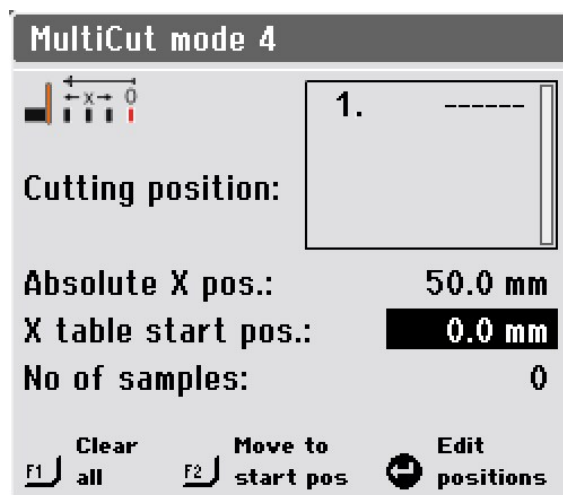 MultiCut mode 4
x 0
1. ------
Cutting position:
Absolute X pos.: 50.0 mm
X table start pos.: 0.0 mm
No of samples: 0
F1 Clear all F2 Move to start pos Edit positions